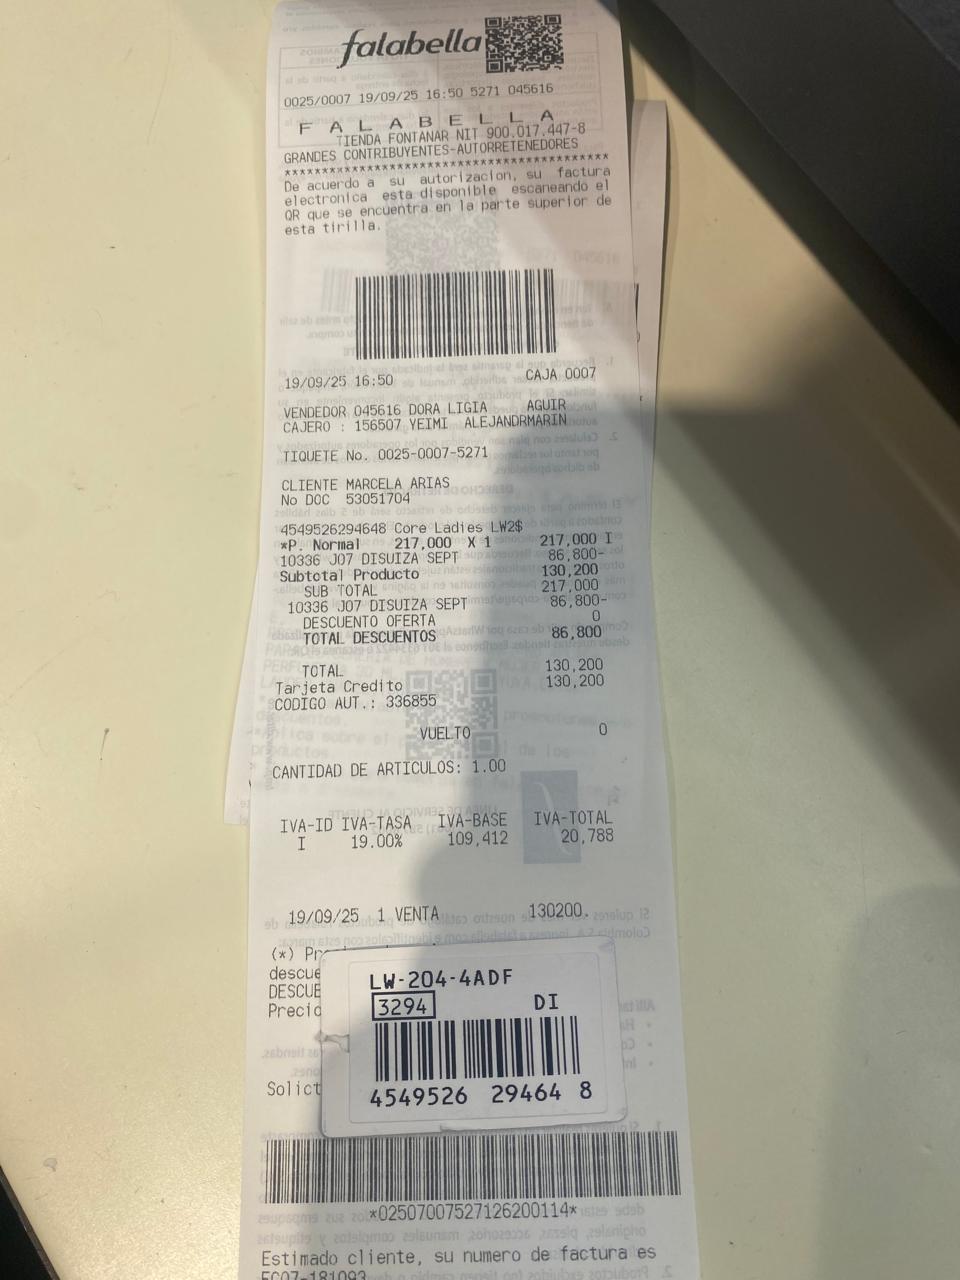 falabella
0025/0007 19/09/25 16:50 5271 045616
F A L A B E L L A
TIENDA FONTANAR NIT 900.017.447-8
GRANDES CONTRIBUYENTES-AUTORRETENEDORES
**************************************************
De acuerdo a su autorizacion, su factura
electronica esta disponible escaneando el
QR que se encuentra en la parte superior de
esta tirilla.
19/09/25 16:50 CAJA 0007
VENDEDOR 045616 DORA LIGIA AGUIR
CAJERO : 156507 YEIMI ALEJANDRMARIN
TIQUETE No. 0025-0007-5271
CLIENTE MARCELA ARIAS
No DOC 53051704
4549526294648 Core Ladies LW2$
*P. Normal 217,000 X 1 217,000 I
10336 J07 DISUIZA SEPT 86,800-
Subtotal Producto 130,200
SUB TOTAL 217,000
10336 J07 DISUIZA SEPT 86,800-
DESCUENTO OFERTA 0
TOTAL DESCUENTOS 86,800
TOTAL 130,200
Tarjeta Credito 130,200
CODIGO AUT.: 336855
VUELTO 0
CANTIDAD DE ARTICULOS: 1.00
IVA-ID IVA-TASA IVA-BASE IVA-TOTAL
I 19.00% 109,412 20,788
19/09/25 1 VENTA 130200.
(*) Pr
descue
DESCUE
Precio
Solict
LW-204-4ADF
3294 DI
4549526 29464 8
*02507007527126200114*
Estimado cliente, su numero de factura es
FC07-181093